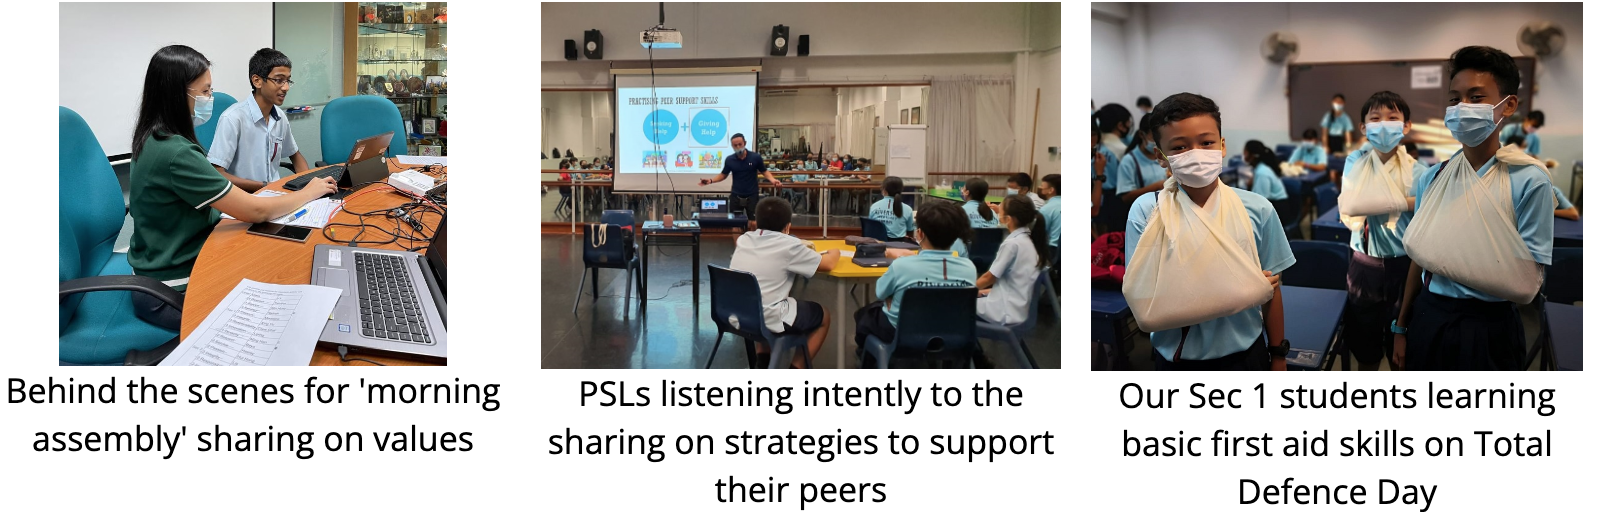 PRACTISING PEER SUPPORT SKILLS
Seeking
Help
+
Giving
Help
Behind the scenes for 'morning
assembly' sharing on values
PSLs listening intently to the
sharing on strategies to support
their peers
Our Sec 1 students learning
basic first aid skills on Total
Defence Day